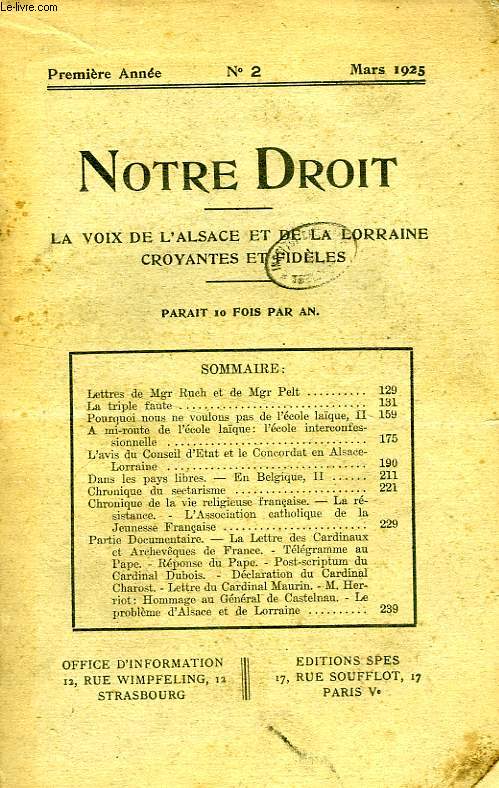 Le-livre.com
Première Année   N° 2   Mars 1925
NOTRE DROIT
LA VOIX DE L'ALSACE ET DE LA LORRAINE
CROYANTES ET FIDÈLES
PARAIT 10 FOIS PAR AN.
SOMMAIRE:
Lettres de Mgr Ruch et de Mgr Pelt .......... 129
La triple faute .............................. 131
Pourquoi nous ne voulons pas de l'école laïque, II 159
A mi-route de l'école laïque: l'école interconfes-
sionnelle .............................. 175
L'avis du Conseil d'Etat et le Concordat en Alsace-
Lorraine .............................. 190
Dans les pays libres. — En Belgique, II ...... 211
Chronique du sectarisme .................... 221
Chronique de la vie religieuse française. — La ré-
sistance. - L'Association catholique de la
Jeunesse Française ...................... 229
Partie Documentaire. — La Lettre des Cardinaux
et Archevêques de France. - Télégramme au
Pape. - Réponse du Pape. - Post-scriptum du
Cardinal Dubois. - Déclaration du Cardinal
Charost. - Lettre du Cardinal Maurin. - M. Her-
riot: Hommage au Général de Castelnau. - Le
problème d'Alsace et de Lorraine .......... 239
OFFICE D'INFORMATION
12, RUE WIMPFELING, 12
STRASBOURG
EDITIONS SPES
17, RUE SOUFFLOT, 17
PARIS Ve